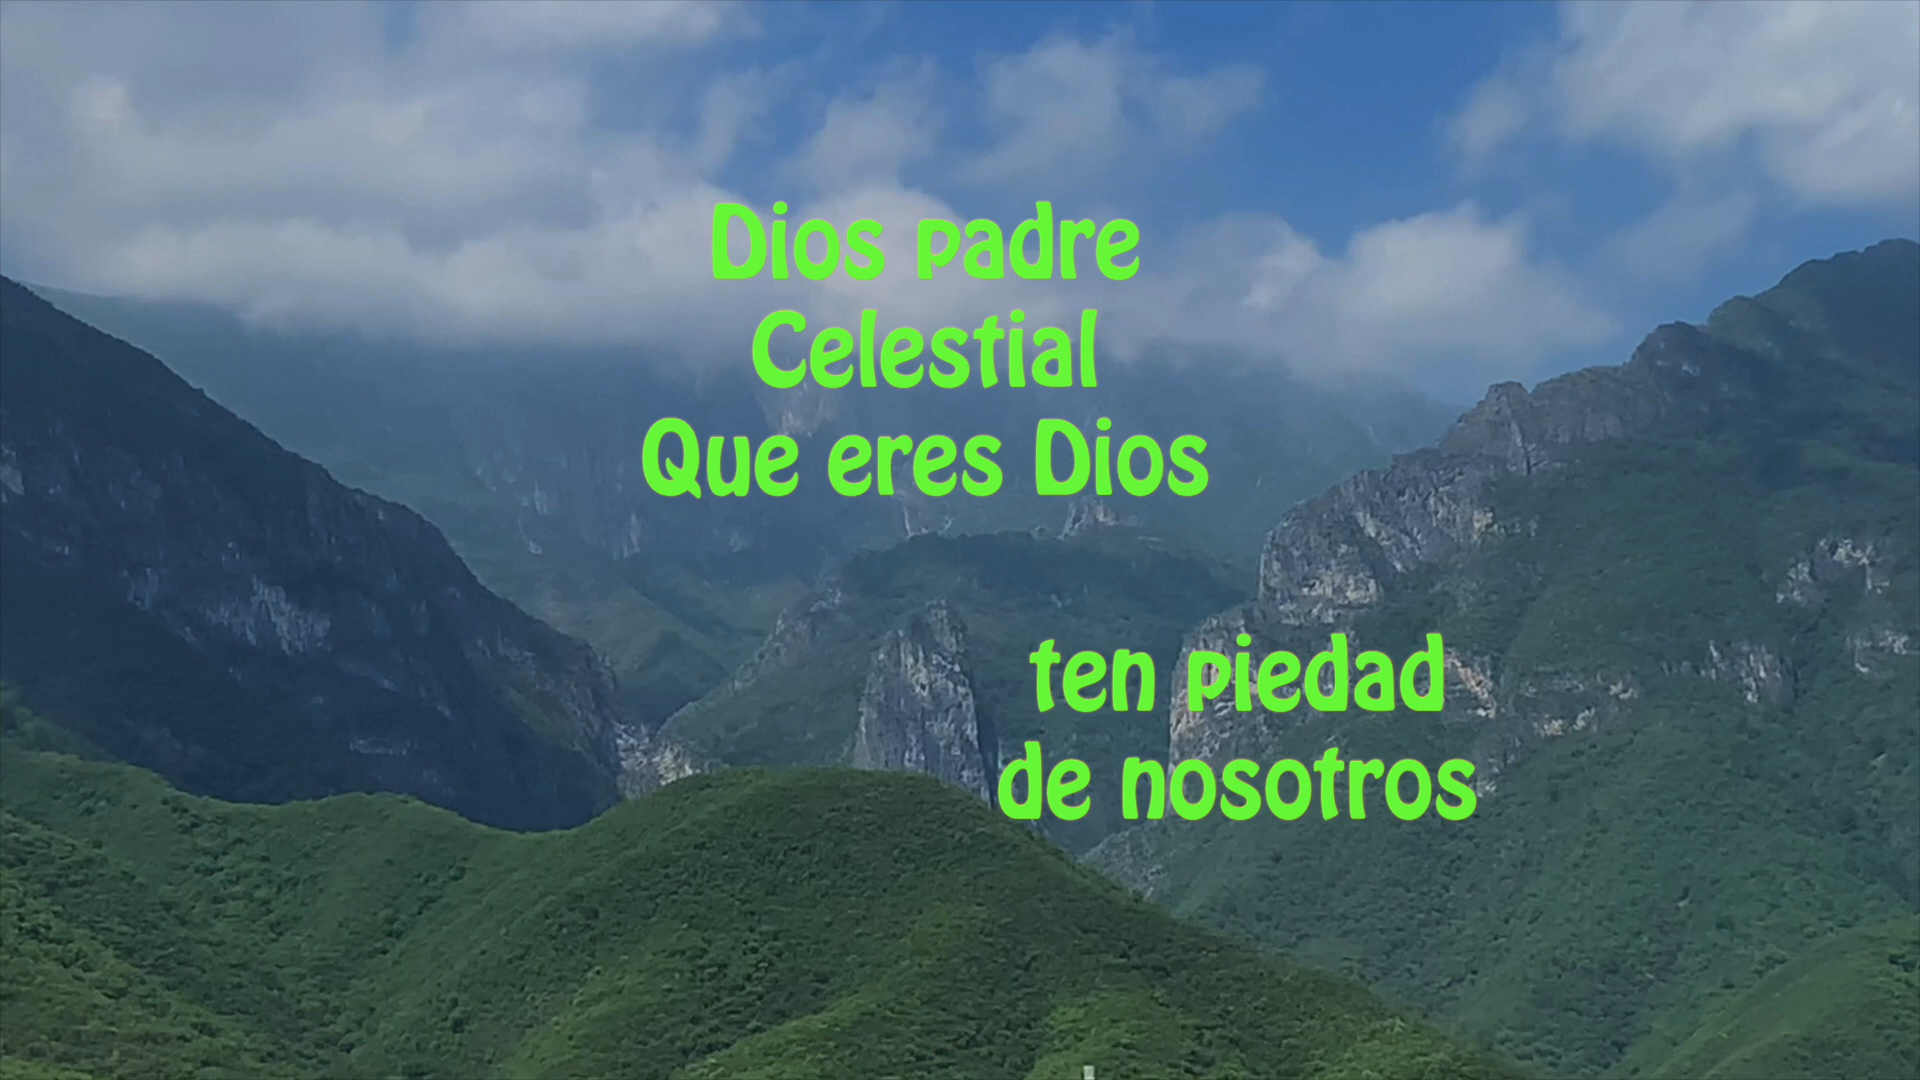 Dios padre
Celestial
Que eres Dios
ten piedad
de nosotros